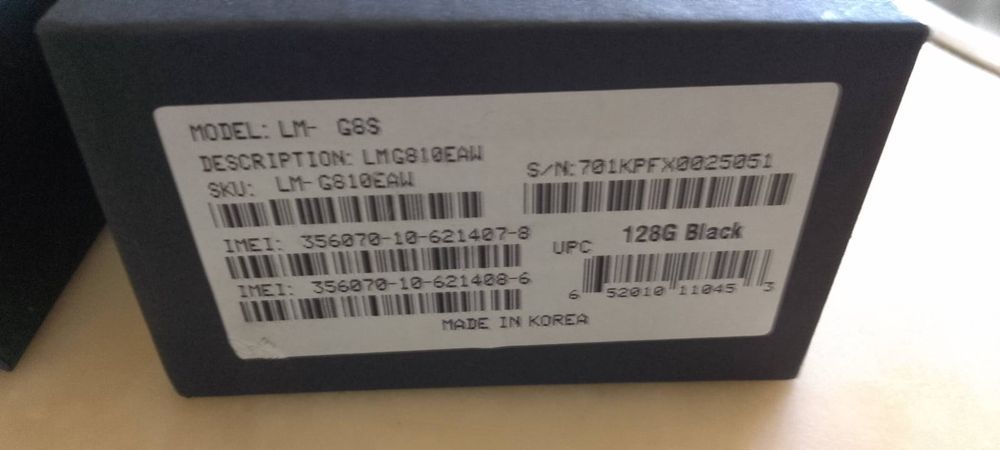 MODEL: LM- G8S
DESCRIPTION: LMG810EAW
SKU: LM-G810EAW
S/N:701KPFX0025051
IMEI: 356070-10-621407-8
IMEI: 356070-10-621408-6
128G Black
UPC
6 52010 11045 3
MADE IN KOREA